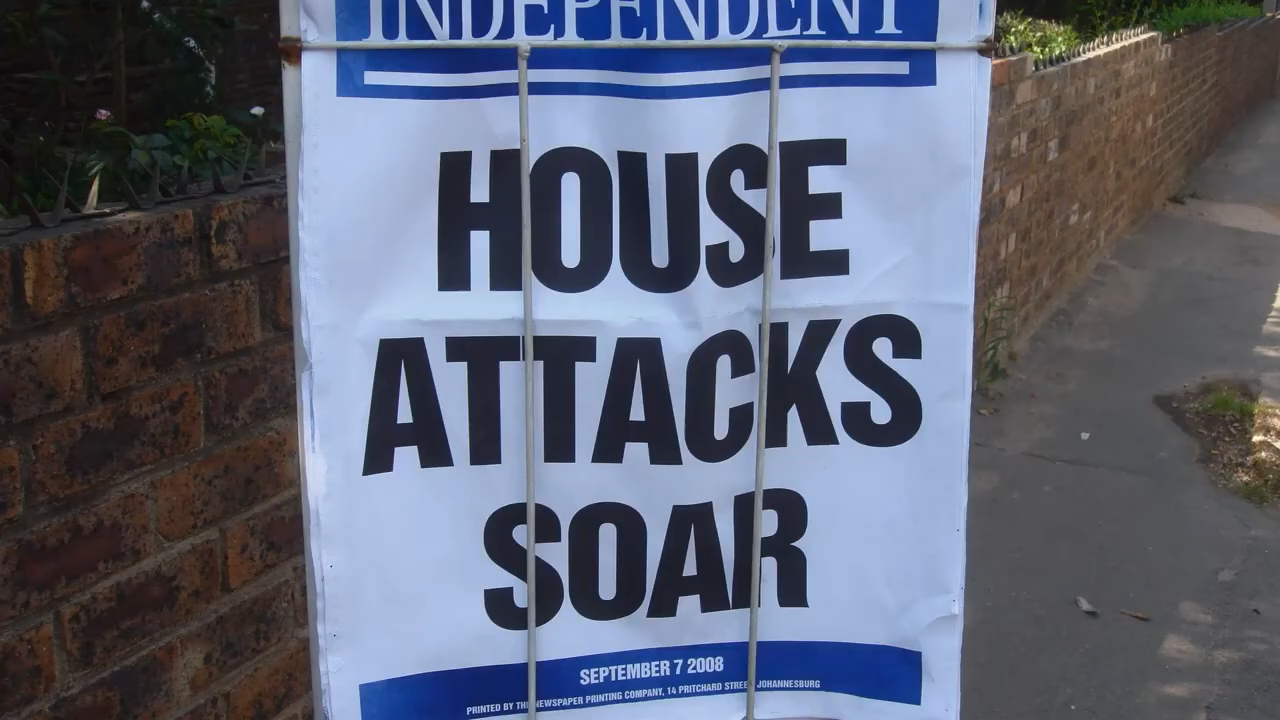 INDEPENDENT
HOUSE
ATTACKS
SOAR
SEPTEMBER 7 2008
PRINTED BY THE NEWSPAPER PRINTING COMPANY, 14 PRITCHARD STREET, JOHANNESBURG